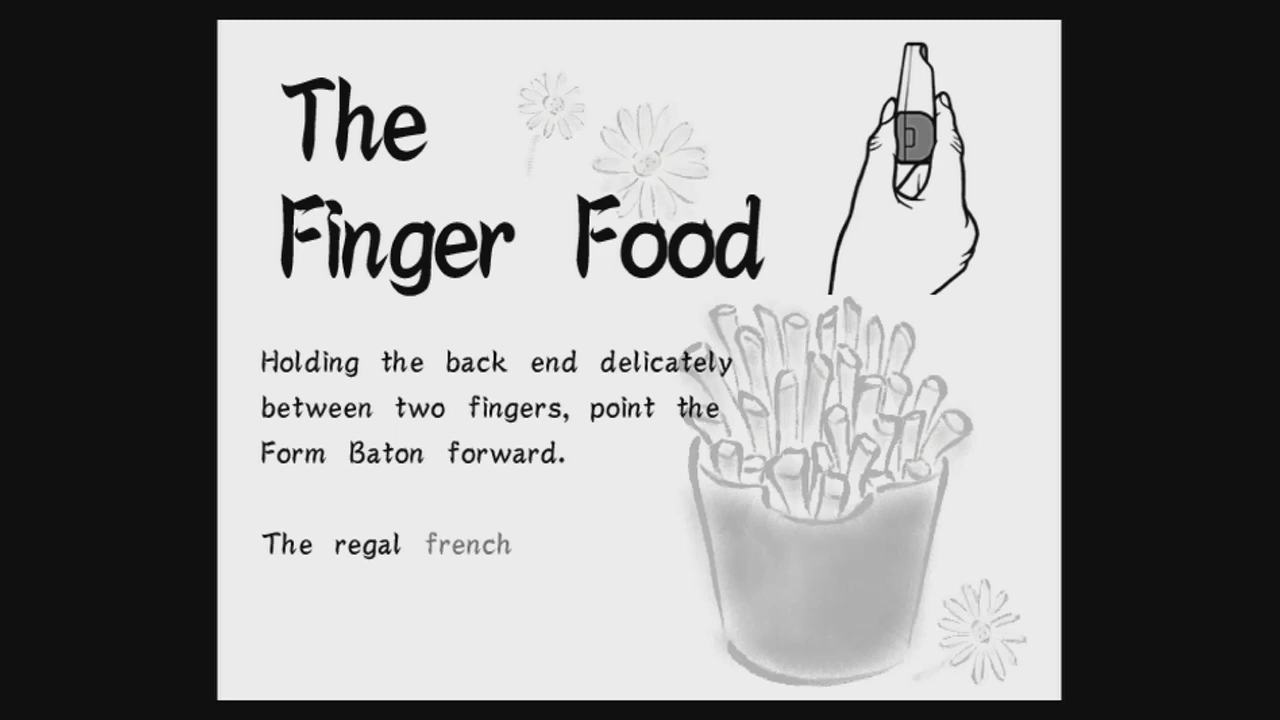 The
Finger Food
Holding the back end delicately
between two fingers, point the
Form Baton forward.
The regal french